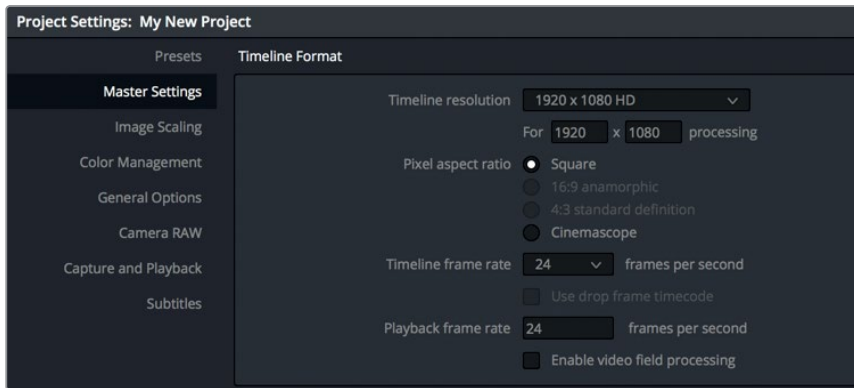 Project Settings: My New Project
Presets
Timeline Format
Master Settings
Image Scaling
Color Management
General Options
Camera RAW
Capture and Playback
Subtitles
Timeline resolution 1920 x 1080 HD
For 1920 x 1080 processing
Pixel aspect ratio Square
16:9 anamorphic
4:3 standard definition
Cinemascope
Timeline frame rate 24 frames per second
Use drop frame timecode
Playback frame rate 24 frames per second
Enable video field processing